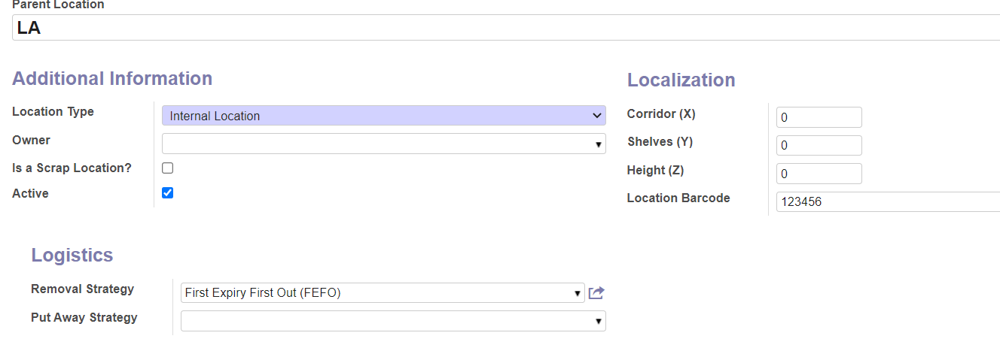 Parent Location
LA
Additional Information
Location Type
Internal Location
Owner
Is a Scrap Location?
Active
Localization
Corridor (X)
0
Shelves (Y)
0
Height (Z)
0
Location Barcode
123456
Logistics
Removal Strategy
First Expiry First Out (FEFO)
Put Away Strategy